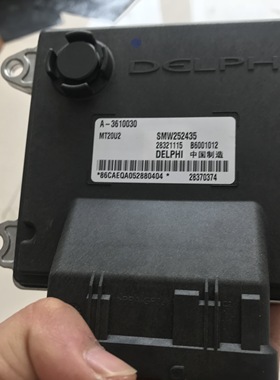 DELPHI
A-3610030
MT20U2 SMW252435
28321115 B6001012
DELPHI 中国制造
*86CAEQA052880404* 28370374